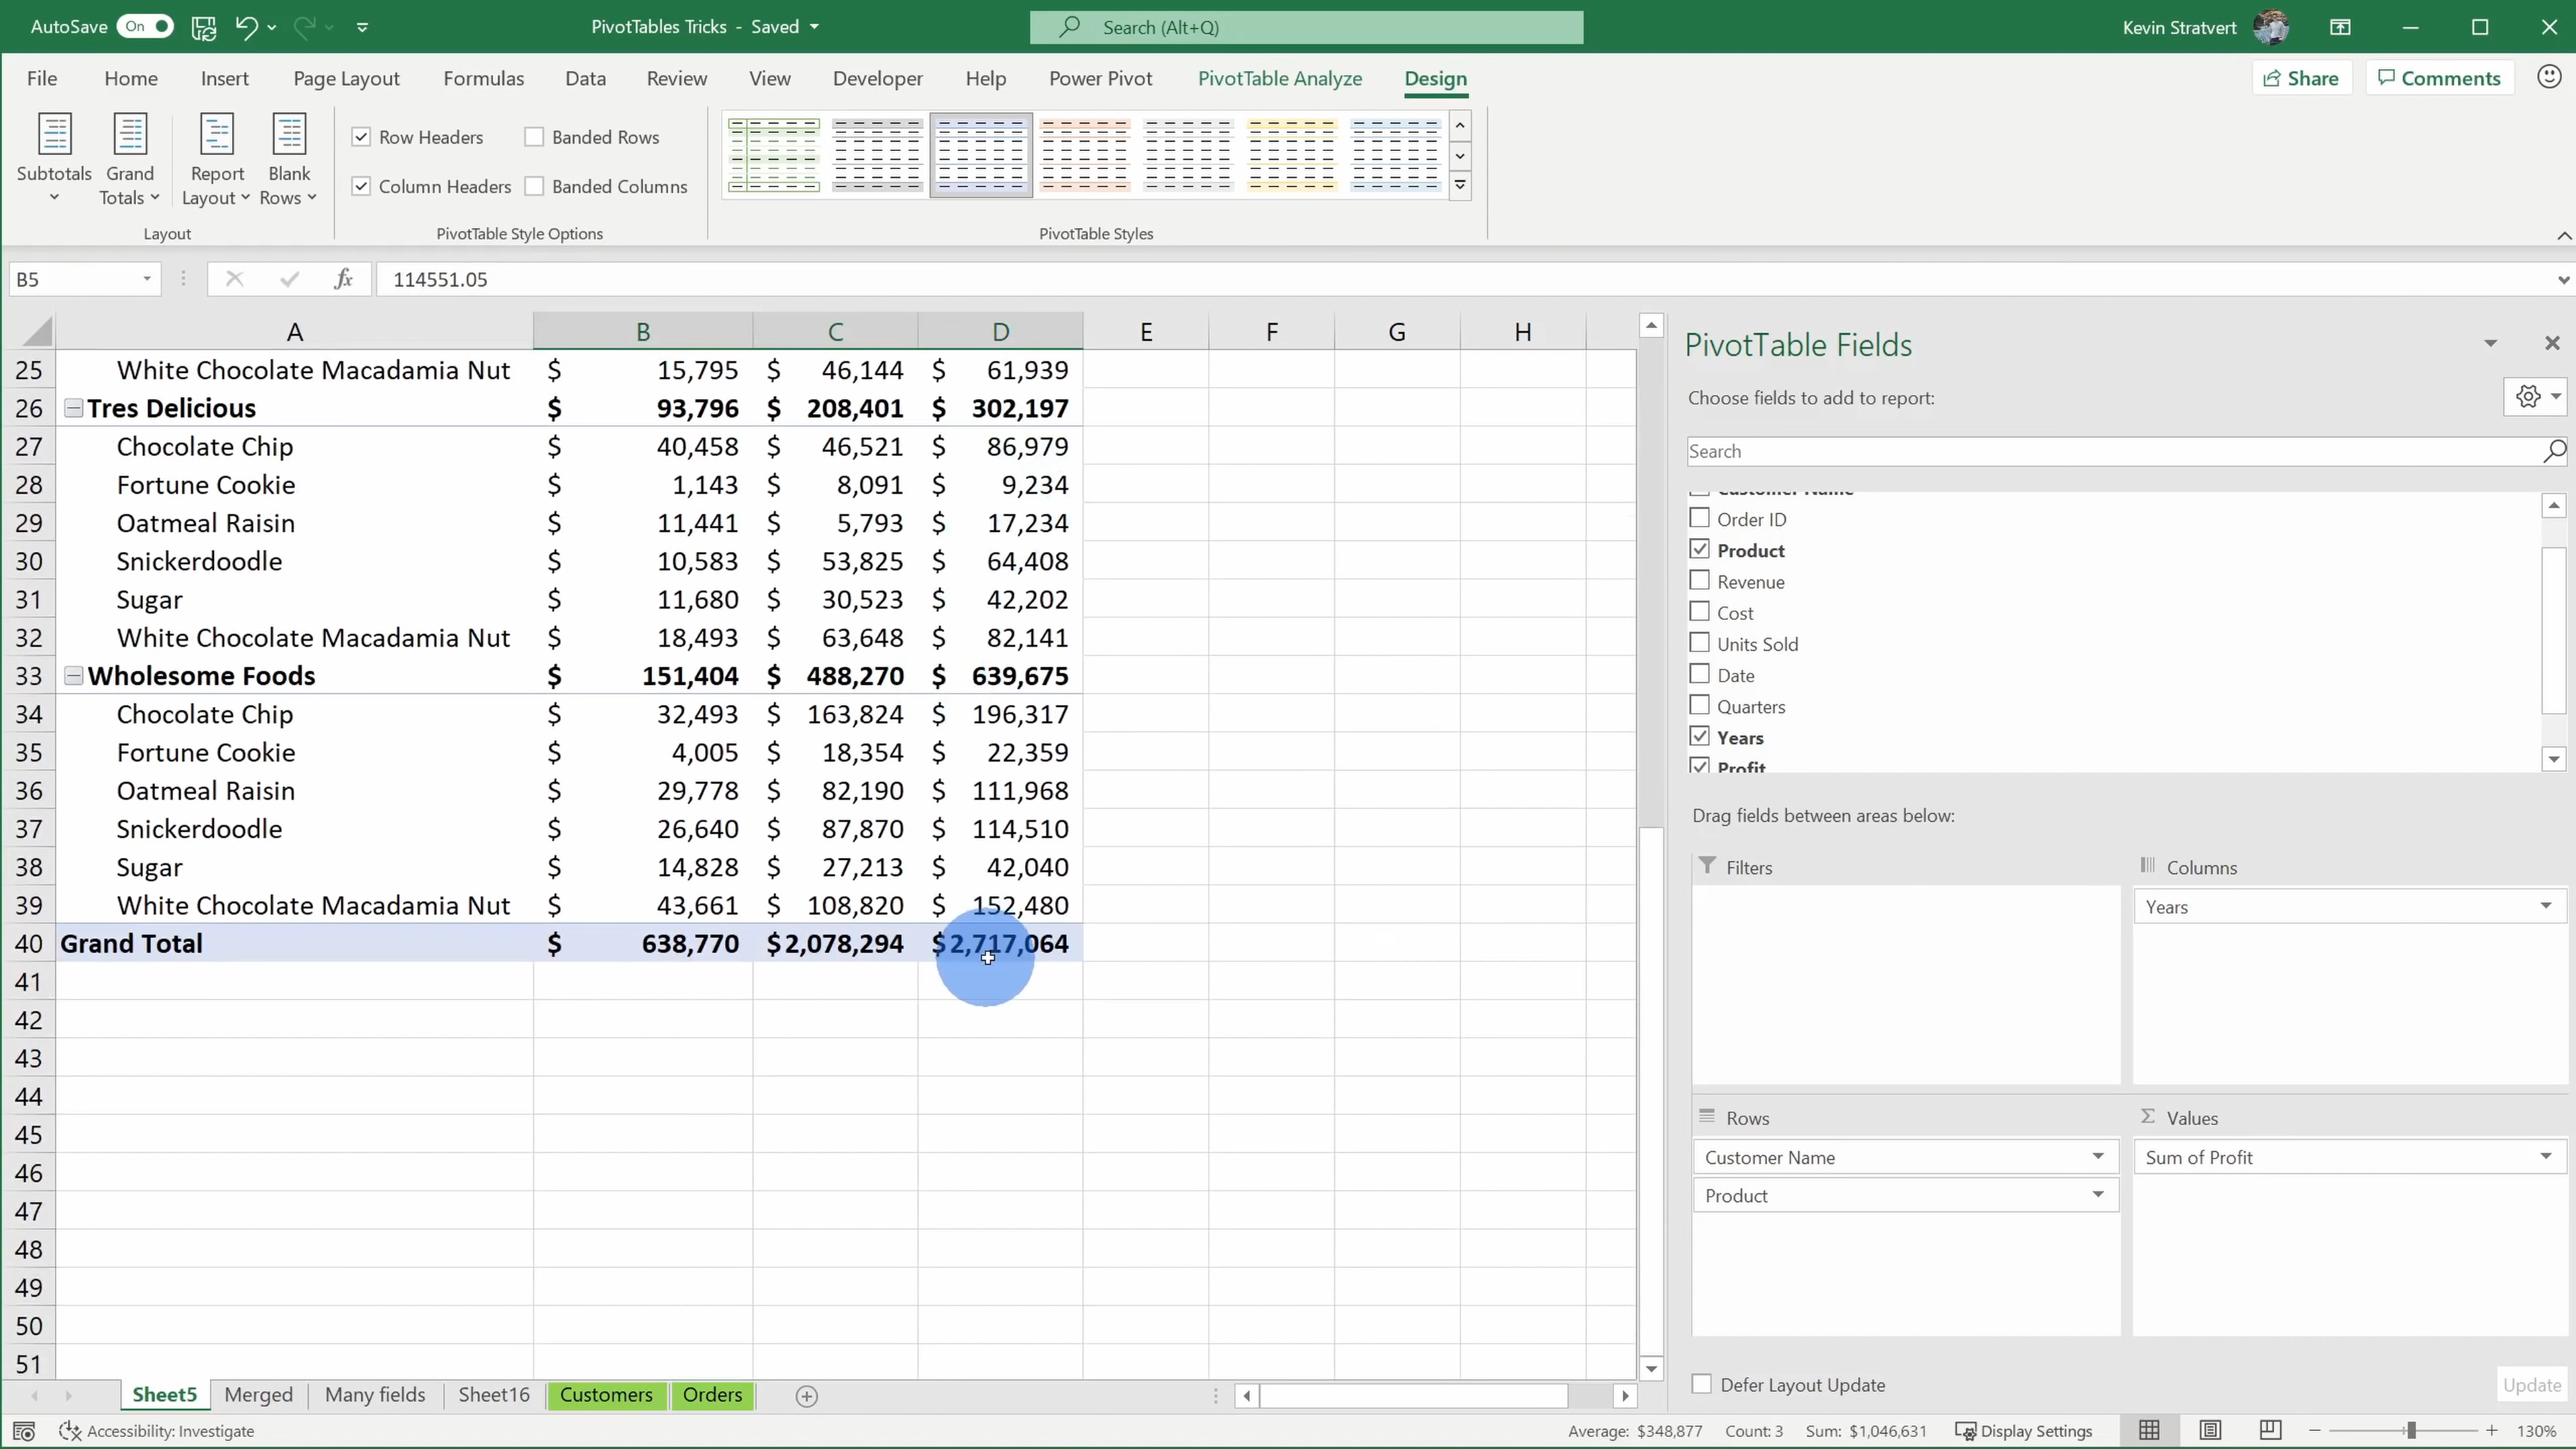 AutoSave On PivotTables Tricks - Saved Search (Alt+Q) Kevin Stratvert
File Home Insert Page Layout Formulas Data Review View Developer Help Power Pivot PivotTable Analyze Design Share Comments
Subtotals Grand Totals Report Layout Blank Rows
Row Headers Banded Rows
Column Headers Banded Columns
Layout PivotTable Style Options PivotTable Styles
B5 fx 114551.05
A B C D E F G H
25 White Chocolate Macadamia Nut $ 15,795 $ 46,144 $ 61,939
26 Tres Delicious $ 93,796 $ 208,401 $ 302,197
27 Chocolate Chip $ 40,458 $ 46,521 $ 86,979
28 Fortune Cookie $ 1,143 $ 8,091 $ 9,234
29 Oatmeal Raisin $ 11,441 $ 5,793 $ 17,234
30 Snickerdoodle $ 10,583 $ 53,825 $ 64,408
31 Sugar $ 11,680 $ 30,523 $ 42,202
32 White Chocolate Macadamia Nut $ 18,493 $ 63,648 $ 82,141
33 Wholesome Foods $ 151,404 $ 488,270 $ 639,675
34 Chocolate Chip $ 32,493 $ 163,824 $ 196,317
35 Fortune Cookie $ 4,005 $ 18,354 $ 22,359
36 Oatmeal Raisin $ 29,778 $ 82,190 $ 111,968
37 Snickerdoodle $ 26,640 $ 87,870 $ 114,510
38 Sugar $ 14,828 $ 27,213 $ 42,040
39 White Chocolate Macadamia Nut $ 43,661 $ 108,820 $ 152,480
40 Grand Total $ 638,770 $ 2,078,294 $ 2,717,064
41
42
43
44
45
46
47
48
49
50
51
PivotTable Fields
Choose fields to add to report:
Search
Customer Name
Order ID
Product
Revenue
Cost
Units Sold
Date
Quarters
Years
Profit
Drag fields between areas below:
Filters Columns
Years
Rows Σ Values
Customer Name Sum of Profit
Product
Defer Layout Update Update
Sheet5 Merged Many fields Sheet16 Customers Orders
Accessibility: Investigate Average: $348,877 Count: 3 Sum: $1,046,631 Display Settings 130%